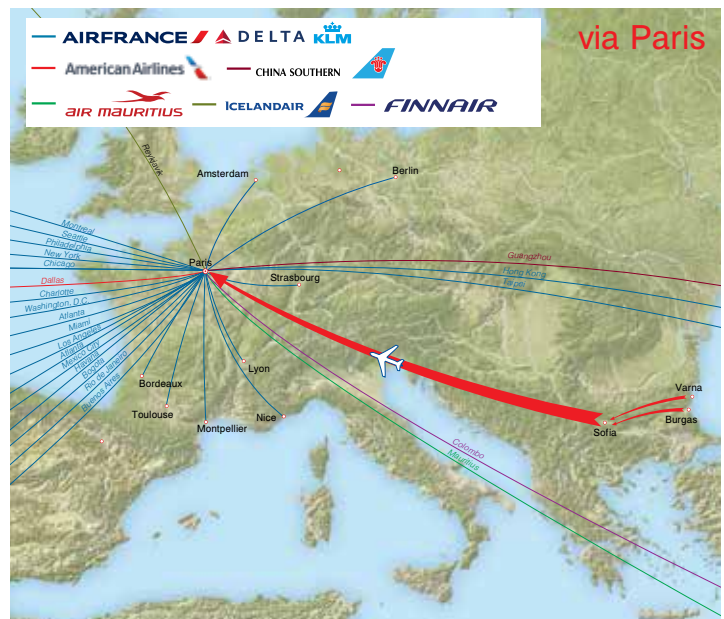 AIRFRANCE DELTA KLM
via Paris
AmericanAirlines CHINA SOUTHERN
AIR MAURITIUS ICELANDAIR FINNAIR
Reykjavik
Amsterdam
Berlin
Montreal
Seattle
Philadelphia
New York
Chicago
Paris
Guangzhou
Hong Kong
Taipei
Dallas
Strasbourg
Charlotte
Washington, D.C.
Atlanta
Miami
Los Angeles
Atlanta
Mexico City
Havana
Bogota
Rio de Janeiro
Buenos Aires
Lyon
Bordeaux
Toulouse
Montpellier
Nice
Varna
Burgas
Sofia
Colombo
Mauritius